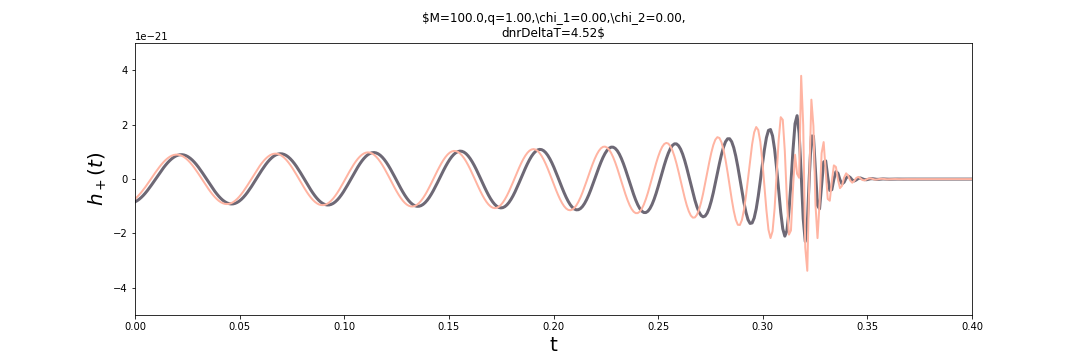 $M=100.0,q=1.00,\chi_1=0.00,\chi_2=0.00,
dnrDeltaT=4.52$
1e−21
4
2
0
−2
−4
h+(t)
0.00 0.05 0.10 0.15 0.20 0.25 0.30 0.35 0.40
t